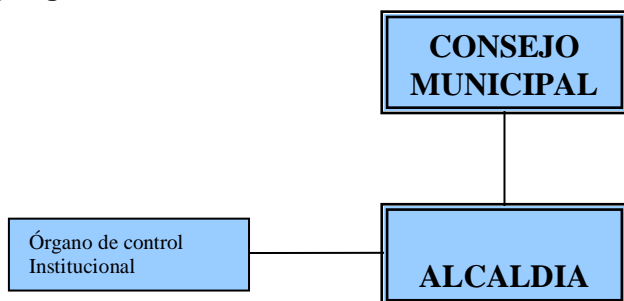 CONSEJO
MUNICIPAL
Órgano de control
Institucional
ALCALDIA